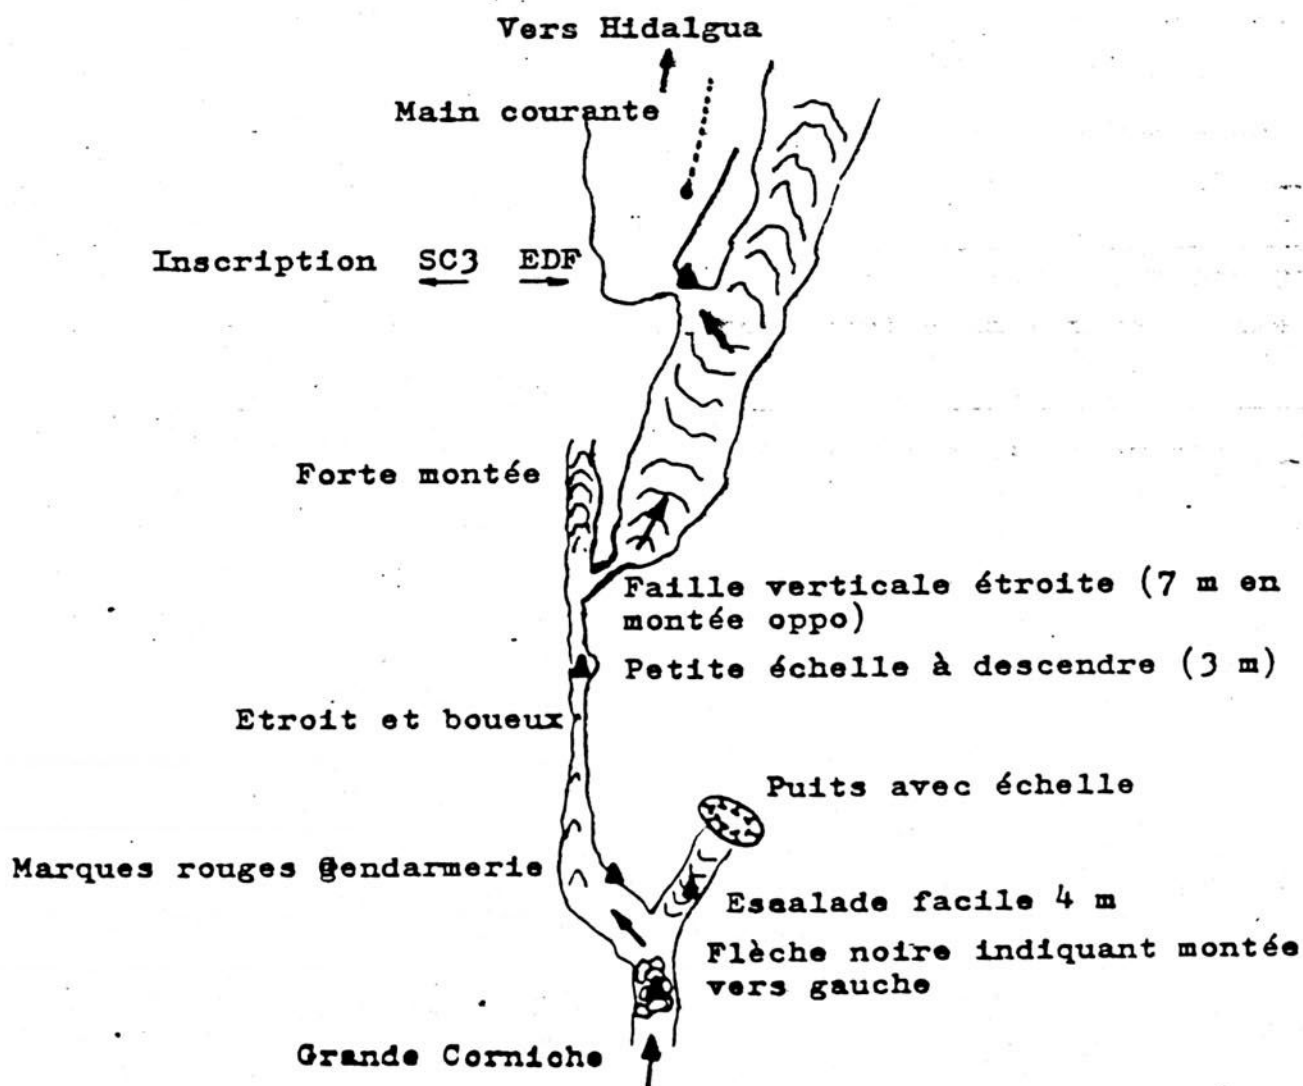 Vers Hidalgua
Main courante
Inscription SC3 EDF
Forte montée
Faille verticale étroite (7 m en
montée oppo)
Petite échelle à descendre (3 m)
Etroit et boueux
Puits avec échelle
Marques rouges Gendarmerie
Esaalade facile 4 m
Flèche noire indiquant montée
vers gauche
Grande Corniche